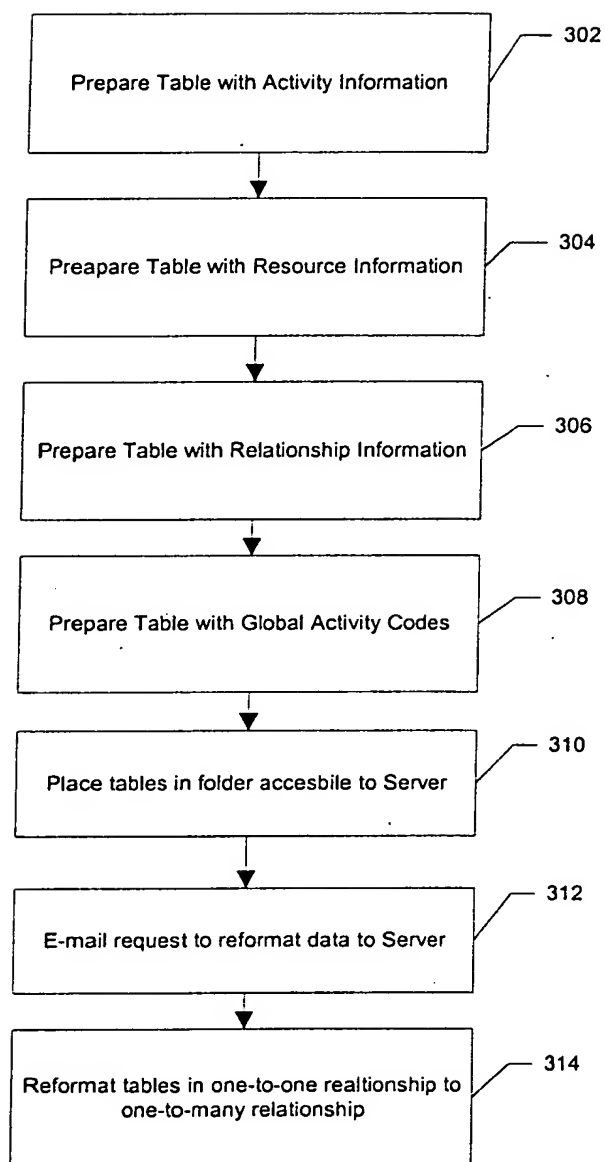 302
Prepare Table with Activity Information
304
Preapare Table with Resource Information
306
Prepare Table with Relationship Information
308
Prepare Table with Global Activity Codes
310
Place tables in folder accesbile to Server
312
E-mail request to reformat data to Server
314
Reformat tables in one-to-one realtionship to
one-to-many relationship